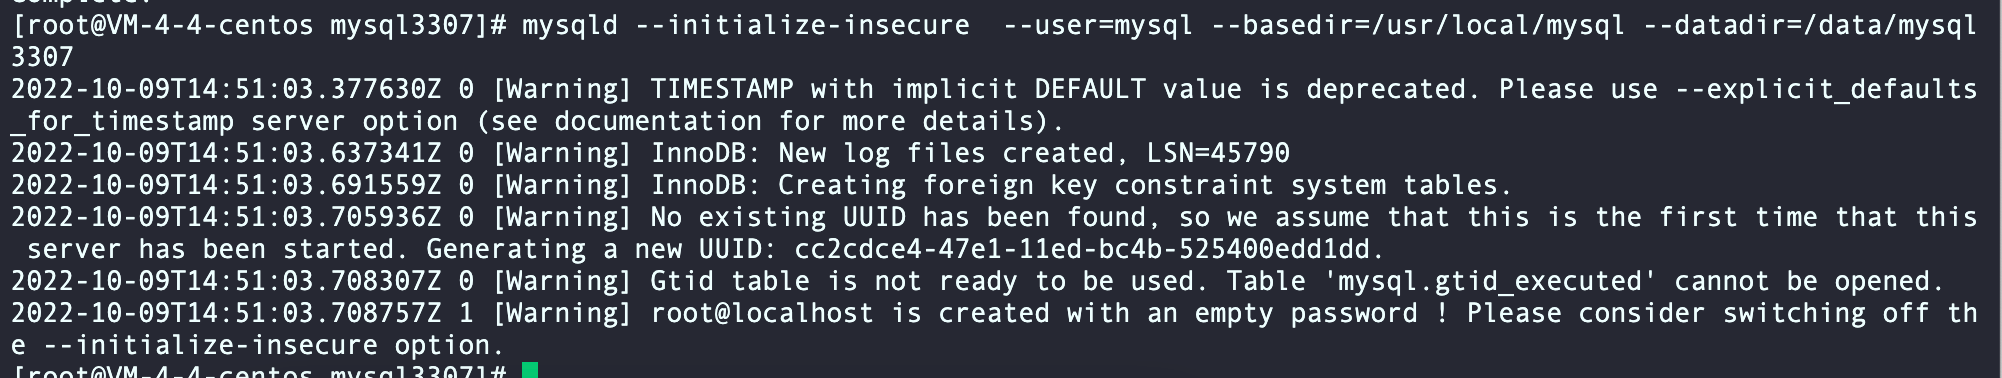 Complete.
[root@VM-4-4-centos mysql3307]# mysqld --initialize-insecure  --user=mysql --basedir=/usr/local/mysql --datadir=/data/mysql
3307
2022-10-09T14:51:03.377630Z 0 [Warning] TIMESTAMP with implicit DEFAULT value is deprecated. Please use --explicit_defaults
_for_timestamp server option (see documentation for more details).
2022-10-09T14:51:03.637341Z 0 [Warning] InnoDB: New log files created, LSN=45790
2022-10-09T14:51:03.691559Z 0 [Warning] InnoDB: Creating foreign key constraint system tables.
2022-10-09T14:51:03.705936Z 0 [Warning] No existing UUID has been found, so we assume that this is the first time that this
 server has been started. Generating a new UUID: cc2cdce4-47e1-11ed-bc4b-525400edd1dd.
2022-10-09T14:51:03.708307Z 0 [Warning] Gtid table is not ready to be used. Table 'mysql.gtid_executed' cannot be opened.
2022-10-09T14:51:03.708757Z 1 [Warning] root@localhost is created with an empty password ! Please consider switching off th
e --initialize-insecure option.
[root@VM-4-4-centos mysql3307]#